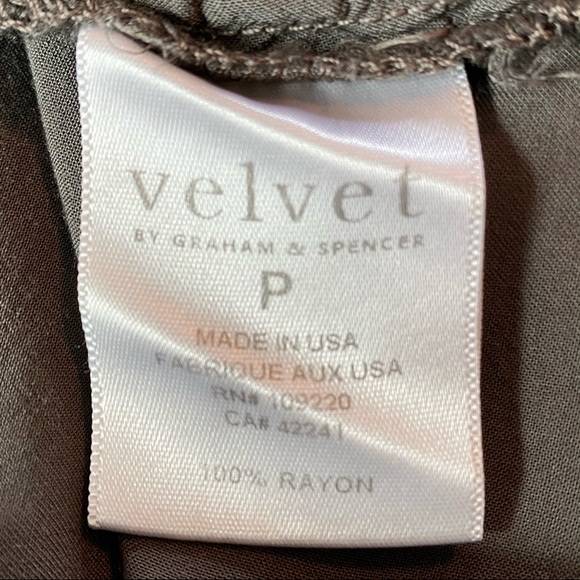 velvet
BY GRAHAM & SPENCER
P
MADE IN USA
FABRIQUE AUX USA
RN# 109220
CA# 42241
100% RAYON